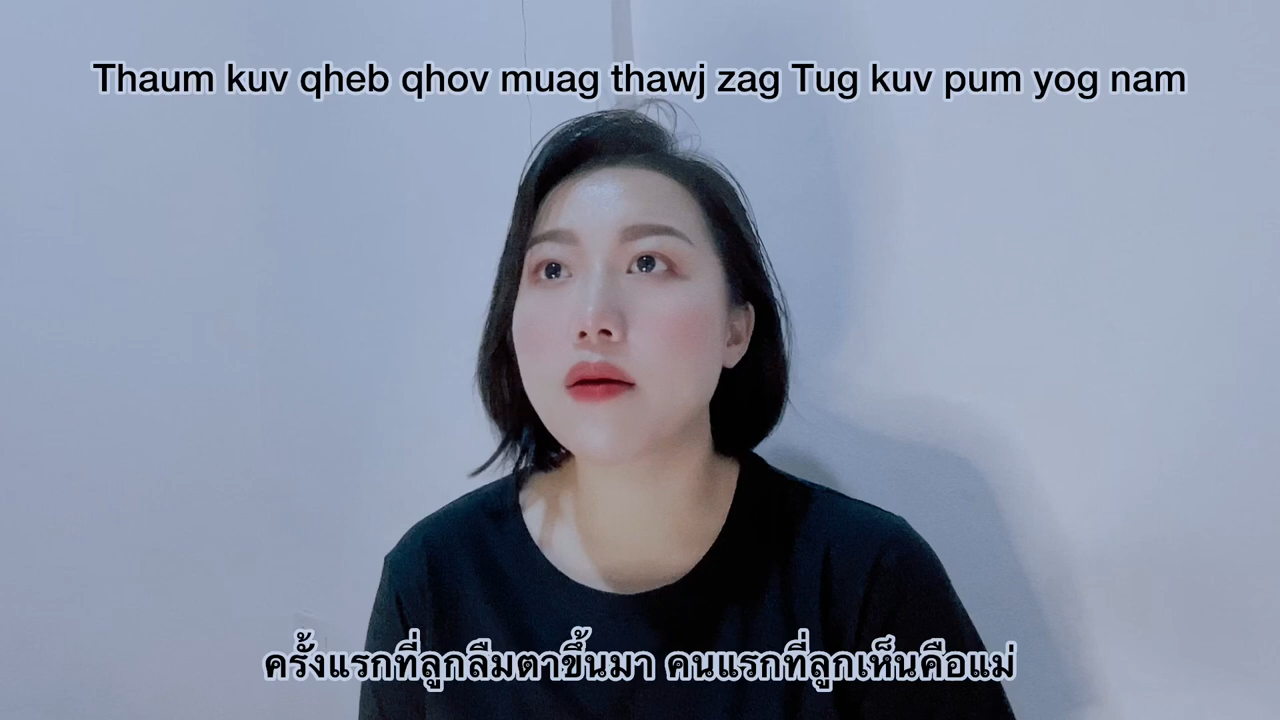 Thaum kuv qheb qhov muag thawj zag Tug kuv pum yog nam
ครั้งแรกที่ลูกลืมตาขึ้นมา คนแรกที่ลูกเห็นคือแม่